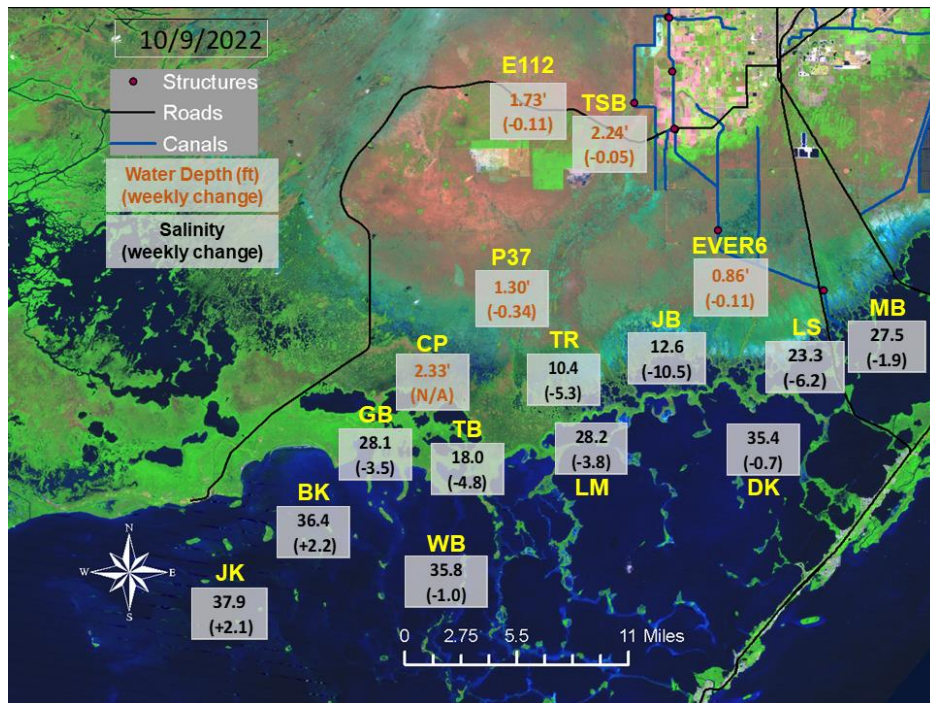 10/9/2022
Structures
Roads
Canals
Water Depth (ft)
(weekly change)
Salinity
(weekly change)
E112
1.73'
(-0.11)
TSB
2.24'
(-0.05)
P37
1.30'
(-0.34)
EVER6
0.86'
(-0.11)
MB
27.5
(-1.9)
CP
2.33'
(N/A)
TR
10.4
(-5.3)
JB
12.6
(-10.5)
LS
23.3
(-6.2)
GB
28.1
(-3.5)
TB
18.0
(-4.8)
28.2
(-3.8)
LM
35.4
(-0.7)
DK
BK
36.4
(+2.2)
WB
35.8
(-1.0)
JK
37.9
(+2.1)
N
W
E
S
0 2.75 5.5 11 Miles